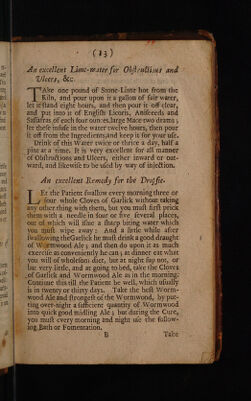 (13)
An excellent Lime-water for Obstructions and
Ulcers, &c.
TAke one pound of Stone-Lime hot from the
Kiln, and pour upon it a gallon of fair water,
let it stand eight hours, and then pour it off clear,
and put into it of English Licoris, Aniseeds and
Sassafras of each four ounces, large Mace two drams;
let these infuse in the water twelve hours, then pour
it off from the Ingredients, and keep it for your use.
Drink of this Water twice or thrice a day, half a
pint at a time. It is very excellent for all manner
of Obstructions and Ulcers, either inward or out-
ward, and likewise to be used by way of injection.
An excellent Remedy for the Dropsie.
LEt the Patient swallow every morning three or
four whole Cloves of Garlick without taking
any other thing with them, but you must first prick
them with a needle in four or five several places,
out of which will issue a sharp biting water which
you must wipe away: And a little while after
swallowing the Garlick he must drink a good draught
of Wormwood Ale; and then do upon it as much
exercise as conveniently he can; at dinner eat what
you will of wholesom diet, but at night sup not, or
but very little, and at going to bed, take the Cloves
of Garlick and Wormwood Ale as in the morning:
Continue this till the Patient be well, which usually
is in twenty or thirty days. Take the best Worm-
wood Ale and strongest of the Wormwood, by put-
ting over-night a sufficient quantity of Wormwood
into quick good midling Ale; but during the Cure,
you must every morning and night use the follow-
ing Bath or Fomentation.
B Take